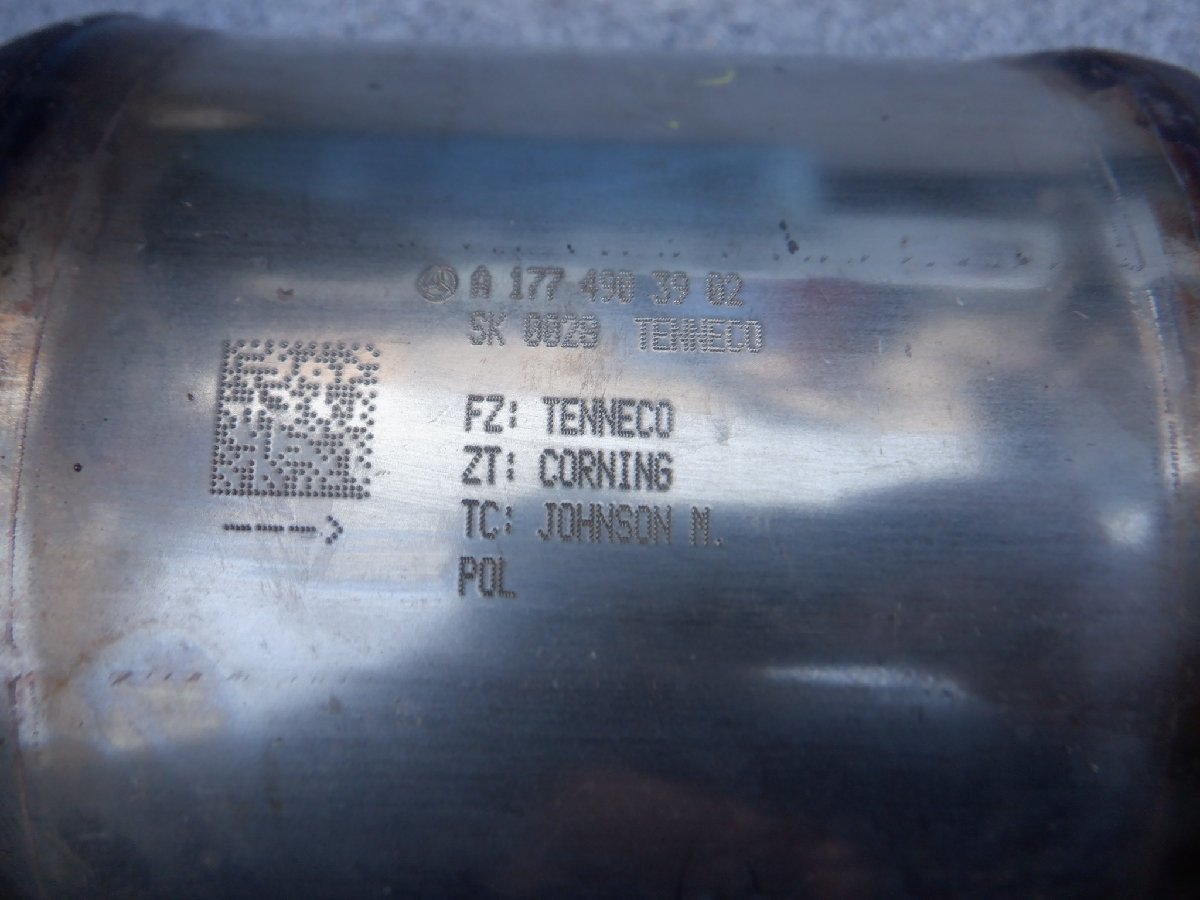 A 177 490 39 02
SK 0029 TENNECO
FZ: TENNECO
ZT: CORNING
TC: JOHNSON M.
POL